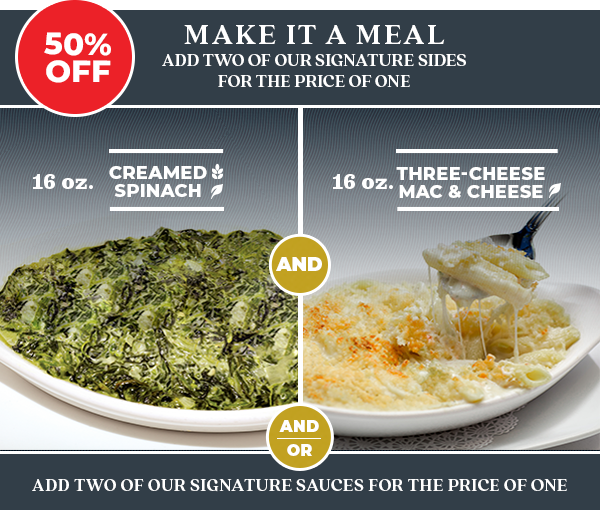 50%
OFF
MAKE IT A MEAL
ADD TWO OF OUR SIGNATURE SIDES
FOR THE PRICE OF ONE
16 oz.
CREAMED
SPINACH
16 oz.
THREE-CHEESE
MAC & CHEESE
AND
AND
OR
ADD TWO OF OUR SIGNATURE SAUCES FOR THE PRICE OF ONE